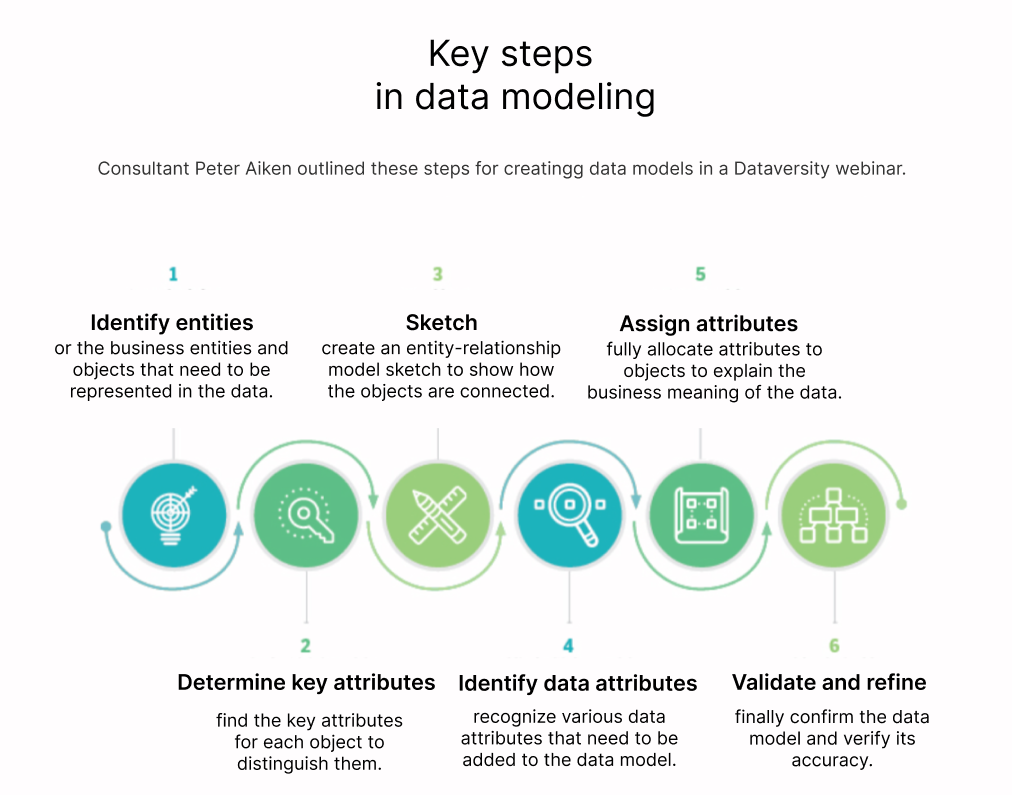 Key steps
in data modeling
Consultant Peter Aiken outlined these steps for creatingg data models in a Dataversity webinar.
1
Identify entities
or the business entities and
objects that need to be
represented in the data.
3
Sketch
create an entity-relationship
model sketch to show how
the objects are connected.
5
Assign attributes
fully allocate attributes to
objects to explain the
business meaning of the data.
2
Determine key attributes
find the key attributes
for each object to
distinguish them.
4
Identify data attributes
recognize various data
attributes that need to be
added to the data model.
6
Validate and refine
finally confirm the data
model and verify its
accuracy.